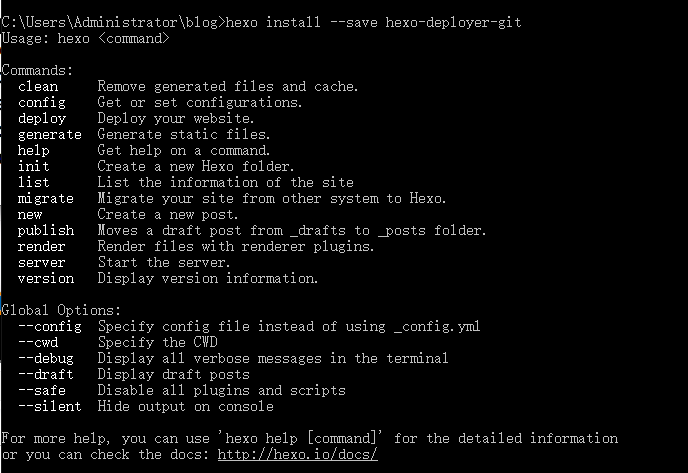 C:\Users\Administrator\blog>hexo install --save hexo-deployer-git
Usage: hexo <command>
Commands:
clean Remove generated files and cache.
config Get or set configurations.
deploy Deploy your website.
generate Generate static files.
help Get help on a command.
init Create a new Hexo folder.
list List the information of the site
migrate Migrate your site from other system to Hexo.
new Create a new post.
publish Moves a draft post from _drafts to _posts folder.
render Render files with renderer plugins.
server Start the server.
version Display version information.
Global Options:
--config Specify config file instead of using _config.yml
--cwd Specify the CWD
--debug Display all verbose messages in the terminal
--draft Display draft posts
--safe Disable all plugins and scripts
--silent Hide output on console
For more help, you can use 'hexo help [command]' for the detailed information
or you can check the docs: http://hexo.io/docs/